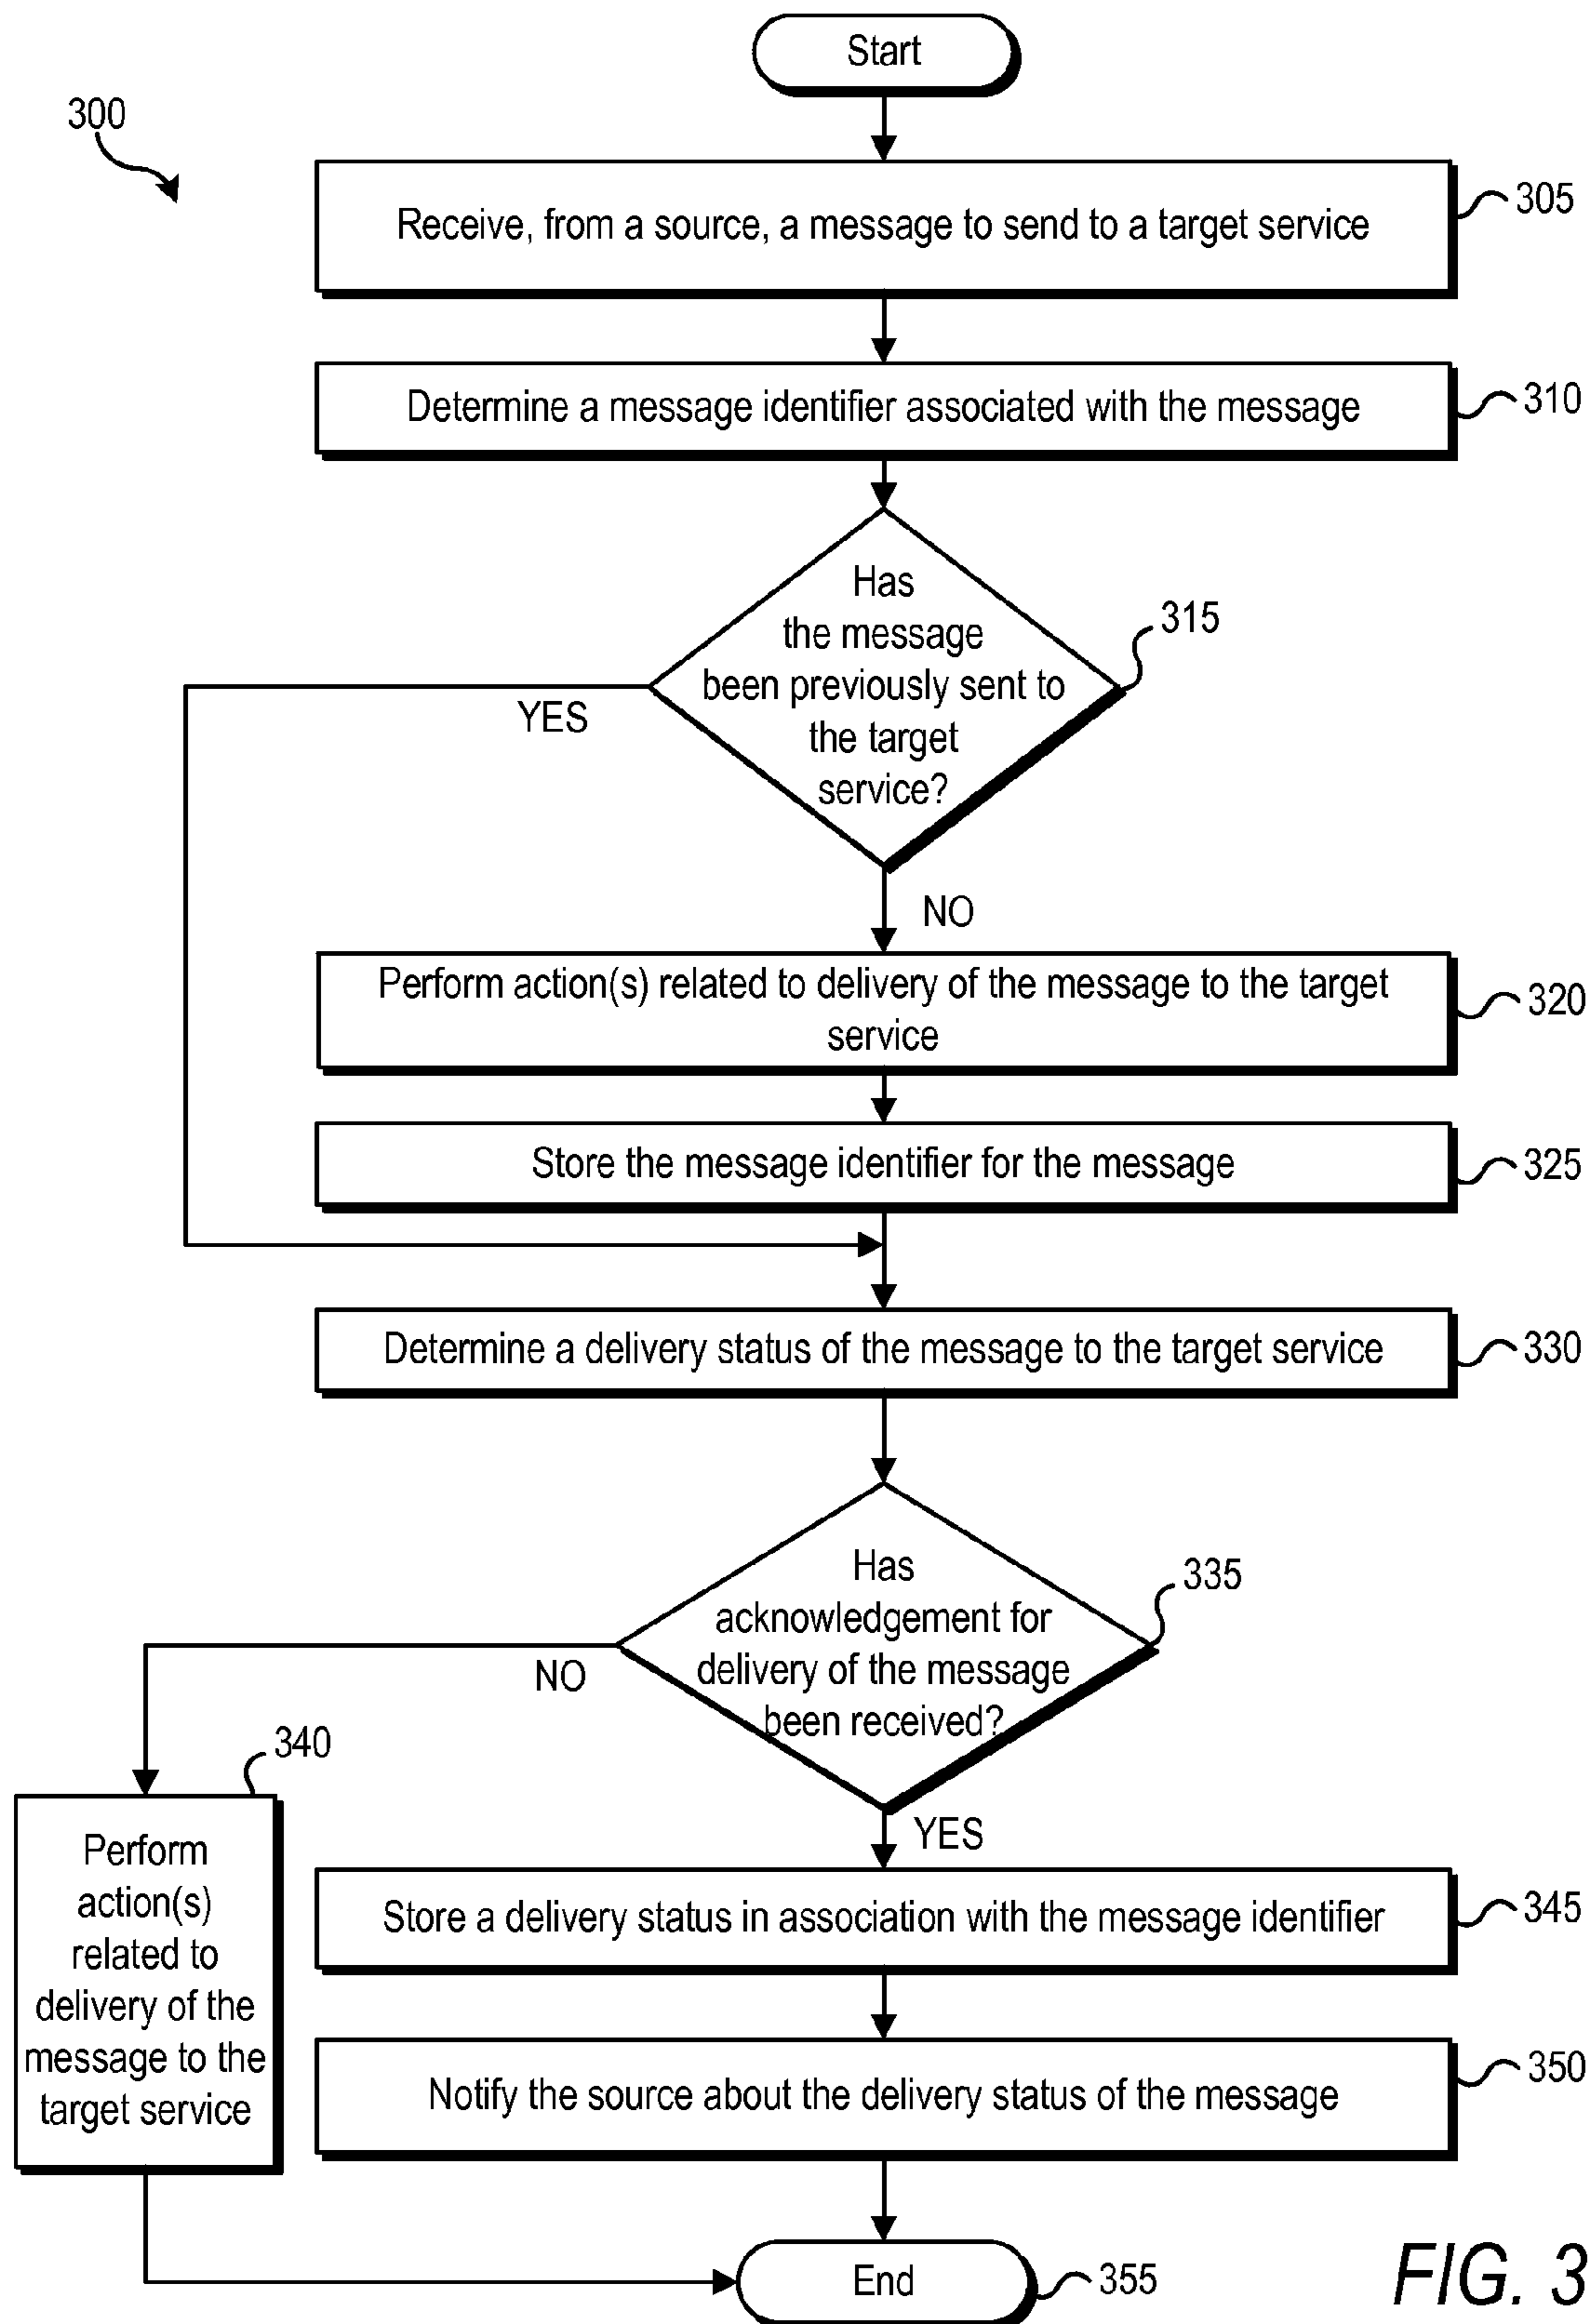 Start
300
Receive, from a source, a message to send to a target service
305
Determine a message identifier associated with the message
310
Has
the message
been previously sent to
the target
service?
315
YES
NO
Perform action(s) related to delivery of the message to the target
service
320
Store the message identifier for the message
325
Determine a delivery status of the message to the target service
330
Has
acknowledgement for
delivery of the message
been received?
335
NO
YES
340
Perform
action(s)
related to
delivery of the
message to the
target service
Store a delivery status in association with the message identifier
345
Notify the source about the delivery status of the message
350
End
355
FIG. 3